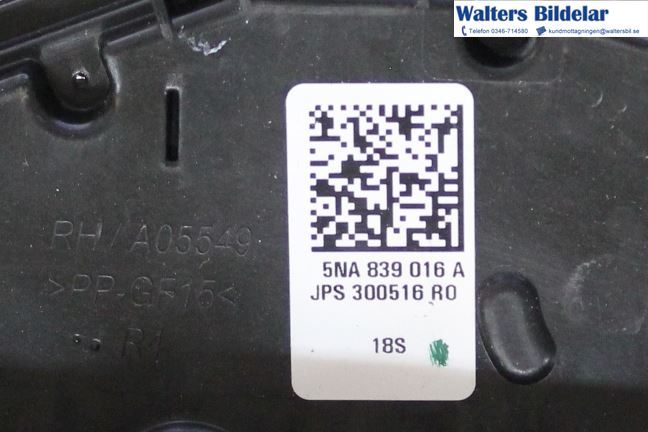 Walters Bildelar
Telefon 0346-714580 kundmottagningen@waltersbil.se
5NA 839 016 A
JPS 300516 R0
18S
RH / A05549
>PP-GF15<
R1